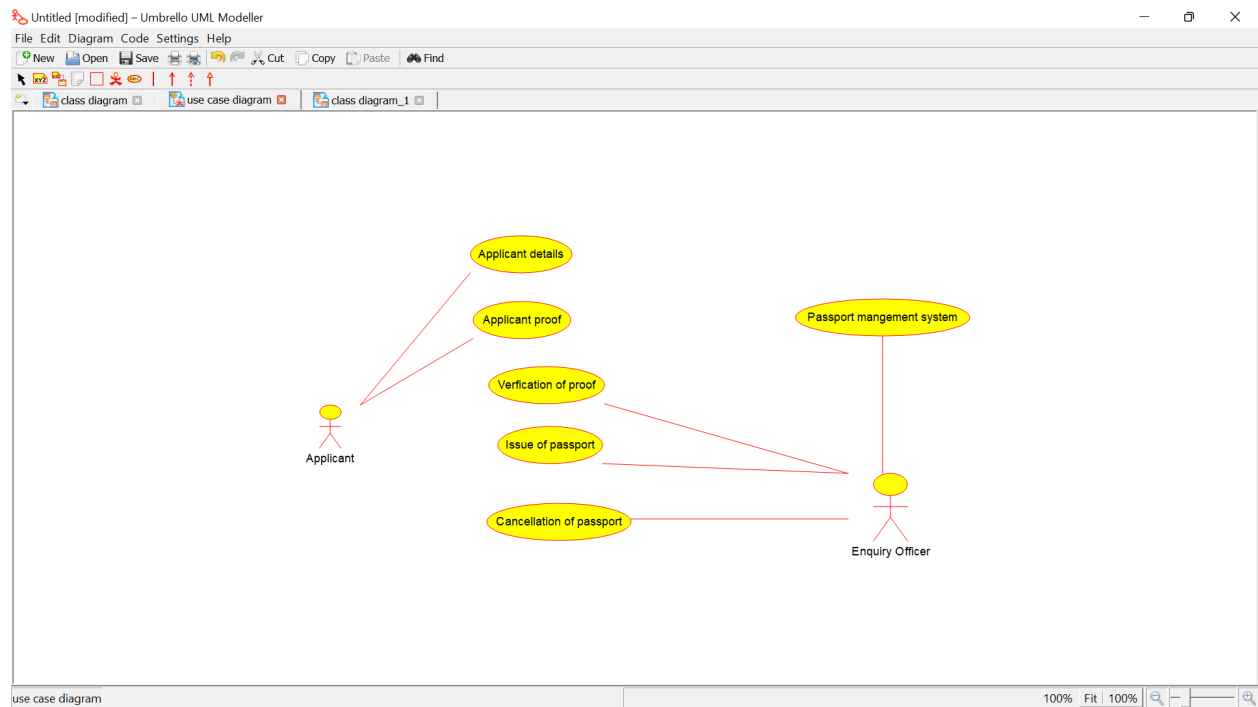 Untitled [modified] – Umbrello UML Modeller
File Edit Diagram Code Settings Help
New Open Save Cut Copy Paste Find
XYZ ABC
class diagram use case diagram class diagram_1
Applicant details
Applicant proof
Passport mangement system
Verfication of proof
Issue of passport
Applicant
Cancellation of passport
Enquiry Officer
use case diagram 100% Fit 100%